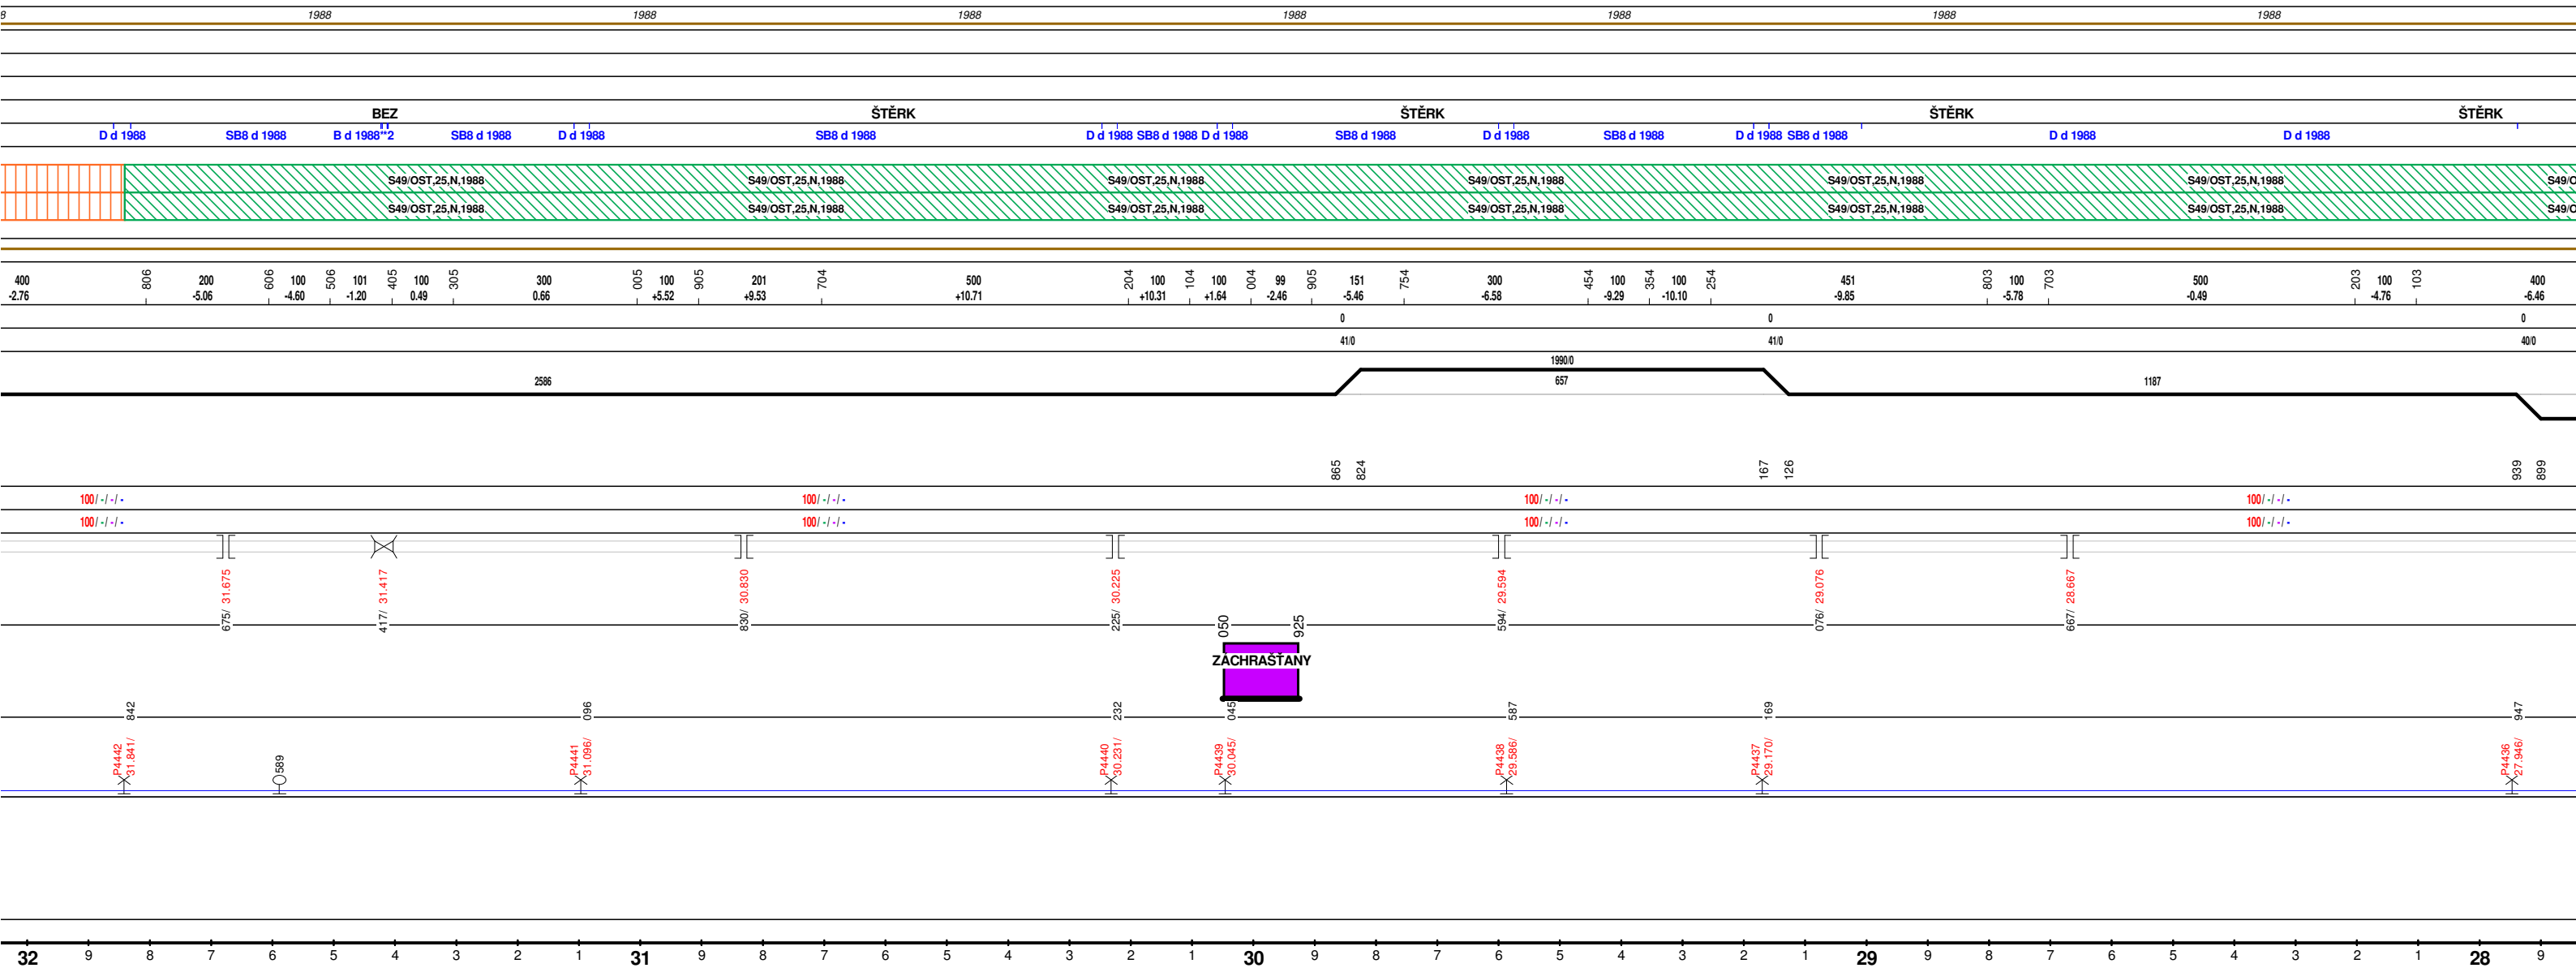 8 1988 1988 1988 1988 1988 1988 1988
BEZ ŠTĚRK ŠTĚRK ŠTĚRK ŠTĚRK
D d 1988 SB8 d 1988 B d 1988**2 SB8 d 1988 D d 1988 SB8 d 1988 D d 1988 SB8 d 1988 D d 1988 SB8 d 1988 D d 1988 SB8 d 1988 D d 1988 SB8 d 1988 D d 1988 D d 1988
S49/OST,25,N,1988 S49/OST,25,N,1988 S49/OST,25,N,1988 S49/OST,25,N,1988 S49/OST,25,N,1988 S49/OST,25,N,1988 S49/O
S49/OST,25,N,1988 S49/OST,25,N,1988 S49/OST,25,N,1988 S49/OST,25,N,1988 S49/OST,25,N,1988 S49/OST,25,N,1988 S49/O
400 806 200 606 100 506 101 405 100 305 300 005 100 905 201 704 500 204 100 104 100 004 99 905 151 754 300 454 100 354 100 254 451 803 100 703 500 203 100 103 400
-2.76 -5.06 -4.60 -1.20 0.49 0.66 +5.52 +9.53 +10.71 +10.31 +1.64 -2.46 -5.46 -6.58 -9.29 -10.10 -9.85 -5.78 -0.49 -4.76 -6.46
0 0 0
41/0 41/0 40/0
1990/0
2586 657 1187
865 824 167 126 939 899
100/ -/ -/ - 100/ -/ -/ - 100/ -/ -/ - 100/ -/ -/ -
100/ -/ -/ - 100/ -/ -/ - 100/ -/ -/ - 100/ -/ -/ -
675/ 31.675 417/ 31.417 830/ 30.830 225/ 30.225 594/ 29.594 076/ 29.076 667/ 28.667
050 925
ZÁCHRAŠŤANY
842 096 232 045 587 169 947
P4442 31.841/ 589 P4441 31.096/ P4440 30.231/ P4439 30.045/ P4438 29.586/ P4437 29.170/ P4436 27.946/
32 9 8 7 6 5 4 3 2 1 31 9 8 7 6 5 4 3 2 1 30 9 8 7 6 5 4 3 2 1 29 9 8 7 6 5 4 3 2 1 28 9